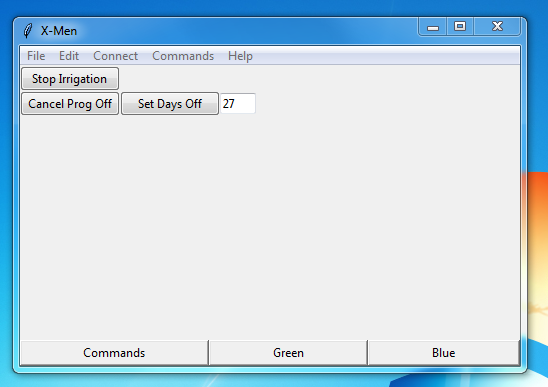 X-Men
File Edit Connect Commands Help
Stop Irrigation
Cancel Prog Off Set Days Off 27
Commands Green Blue